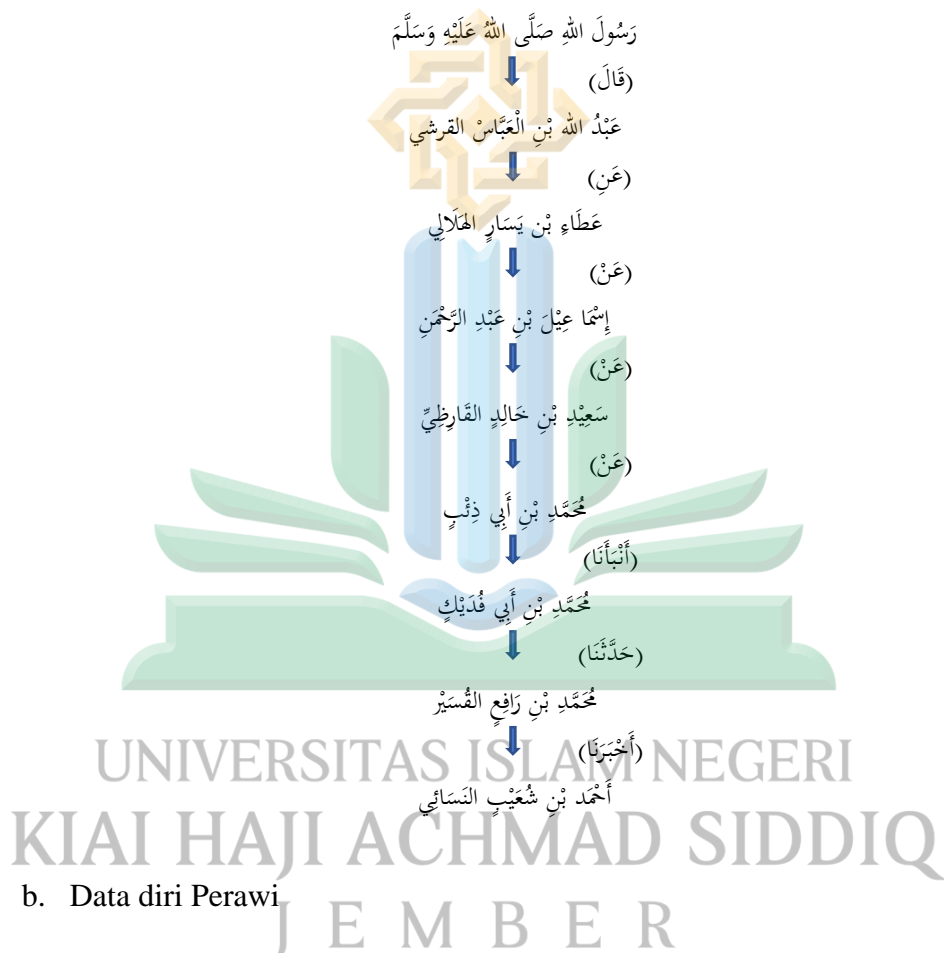 رَسُولَ اللهِ صَلَّى اللهُ عَلَيْهِ وَسَلَّمَ
(قَالَ)
عَبْدُ الله بْنِ الْعَبَّاسْ القرشي
(عَنِ)
عَطَاءِ بْن يَسَارٍ الهَلَالِي
(عَنْ)
إِسْمَا عِيْلَ بْنِ عَبْدِ الرَّحْمَنِ
(عَنْ)
سَعِيْدِ بْنِ خَالِدٍ القَارِظِيِّ
(عَنْ)
مُحَمَّدِ بْنِ أَبِي ذِئْبٍ
(أَنْبَأَنَا)
مُحَمَّدِ بْنِ أَبِي فُدَيْكٍ
(حَدَّثَنَا)
مُحَمَّدِ بْنِ رَافِعٍ القُسَيْر
(أَخْبَرَنَا)
أَحْمَد بْنِ شُعَيْبٍ النَسَائِي
UNIVERSITAS ISLAM NEGERI
KIAI HAJI ACHMAD SIDDIQ
b. Data diri Perawi
JEMBER